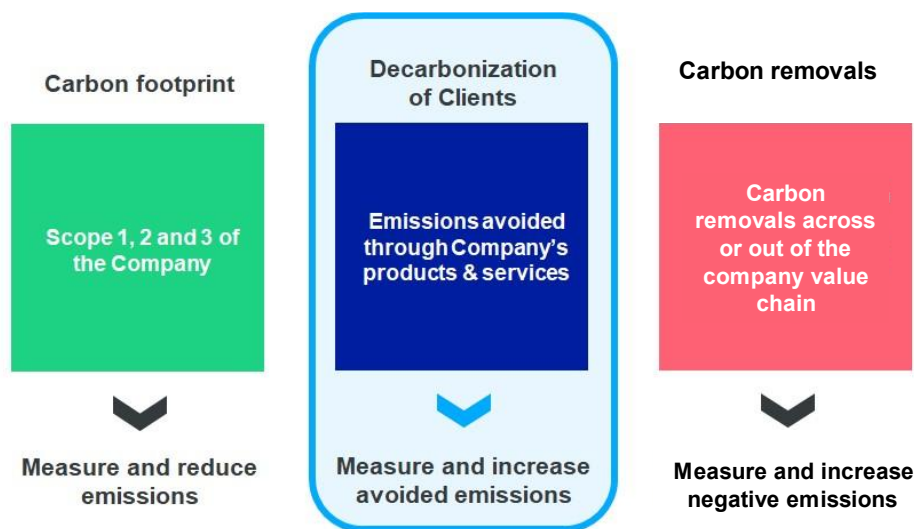 Carbon footprint
Scope 1, 2 and 3 of
the Company
Measure and reduce
emissions
Decarbonization
of Clients
Emissions avoided
through Company's
products & services
Measure and increase
avoided emissions
Carbon removals
Carbon
removals across
or out of the
company value
chain
Measure and increase
negative emissions